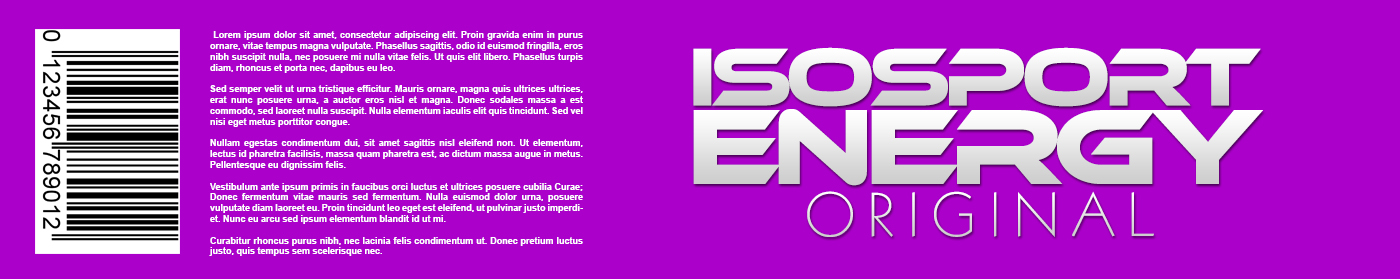 0 123456 789012
Lorem ipsum dolor sit amet, consectetur adipiscing elit. Proin gravida enim in purus
ornare, vitae tempus magna vulputate. Phasellus sagittis, odio id euismod fringilla, eros
nibh suscipit nulla, nec posuere mi nulla vitae felis. Ut quis elit libero. Phasellus turpis
diam, rhoncus et porta nec, dapibus eu leo.
Sed semper velit ut urna tristique efficitur. Mauris ornare, magna quis ultrices ultrices,
erat nunc posuere urna, a auctor eros nisl et magna. Donec sodales massa a est
commodo, sed laoreet nulla suscipit. Nulla elementum iaculis elit quis tincidunt. Sed vel
nisi eget metus porttitor congue.
Nullam egestas condimentum dui, sit amet sagittis nisl eleifend non. Ut elementum,
lectus id pharetra facilisis, massa quam pharetra est, ac dictum massa augue in metus.
Pellentesque eu dignissim felis.
Vestibulum ante ipsum primis in faucibus orci luctus et ultrices posuere cubilia Curae;
Donec fermentum vitae mauris sed fermentum. Nulla euismod dolor urna, posuere
vulputate diam laoreet eu. Proin tincidunt leo eget est eleifend, ut pulvinar justo imperdi-
et. Nunc eu arcu sed ipsum elementum blandit id ut mi.
Curabitur rhoncus purus nibh, nec lacinia felis condimentum ut. Donec pretium luctus
justo, quis tempus sem scelerisque nec.
ISOSPORT
ENERGY
ORIGINAL